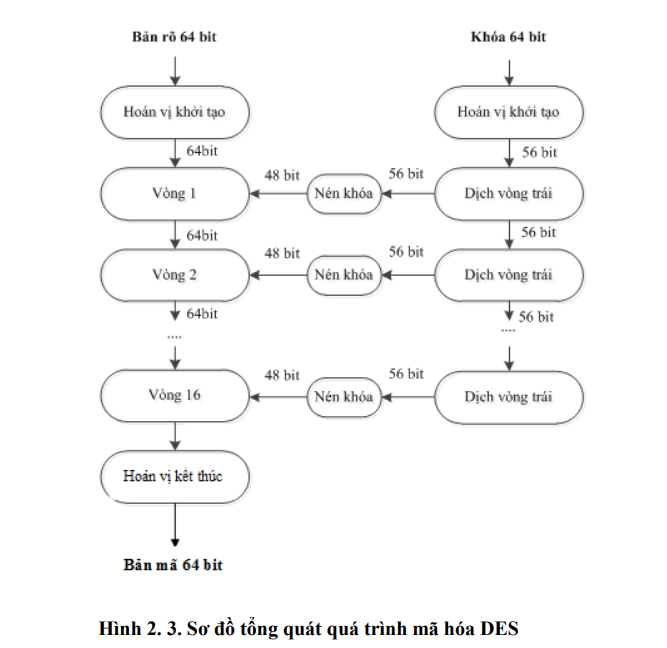 Bản rõ 64 bit
Khóa 64 bit
Hoán vị khởi tạo
Hoán vị khởi tạo
64bit
56 bit
Vòng 1
48 bit
Nén khóa
56 bit
Dịch vòng trái
64bit
56 bit
Vòng 2
48 bit
Nén khóa
56 bit
Dịch vòng trái
64bit
56 bit
....
....
Vòng 16
48 bit
Nén khóa
56 bit
Dịch vòng trái
Hoán vị kêt thúc
Bản mã 64 bit
Hình 2. 3. Sơ đồ tổng quát quá trình mã hóa DES